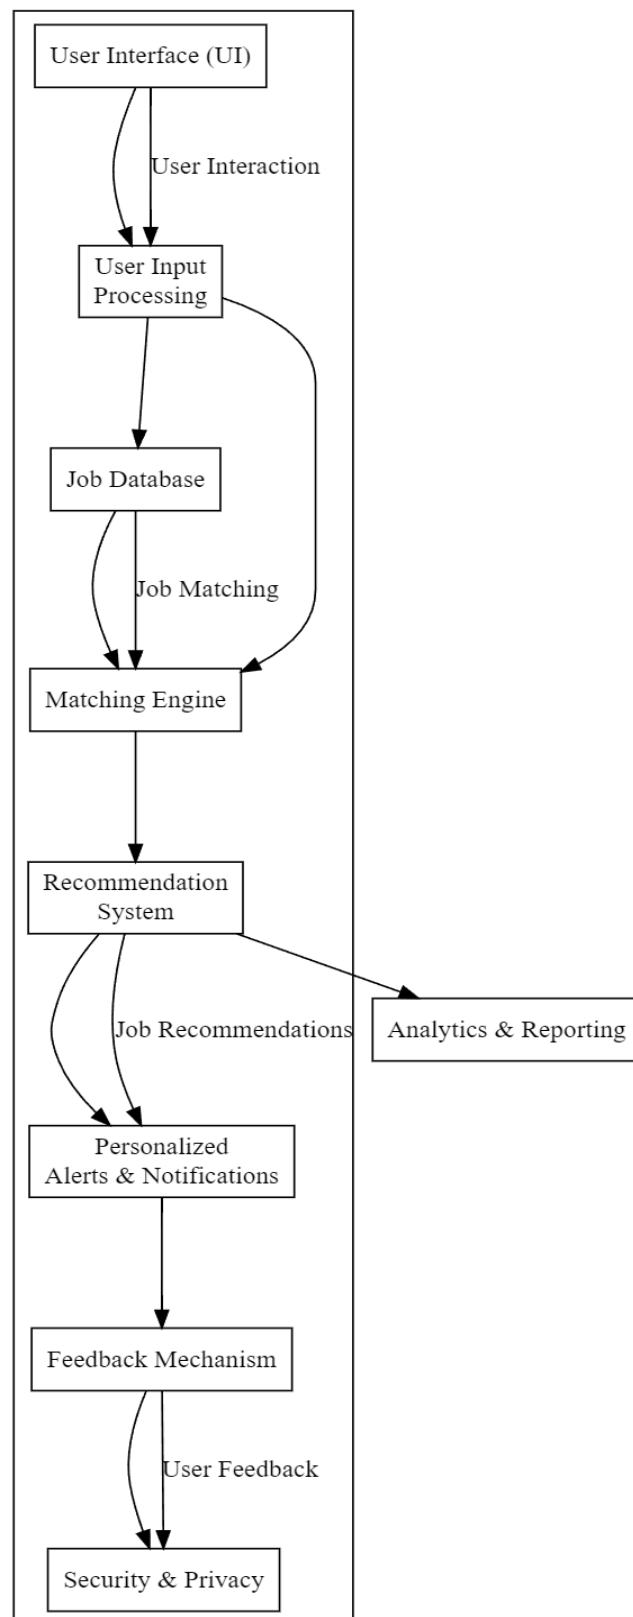 User Interface (UI)
User Interaction
User Input
Processing
Job Database
Job Matching
Matching Engine
Recommendation
System
Job Recommendations
Analytics & Reporting
Personalized
Alerts & Notifications
Feedback Mechanism
User Feedback
Security & Privacy